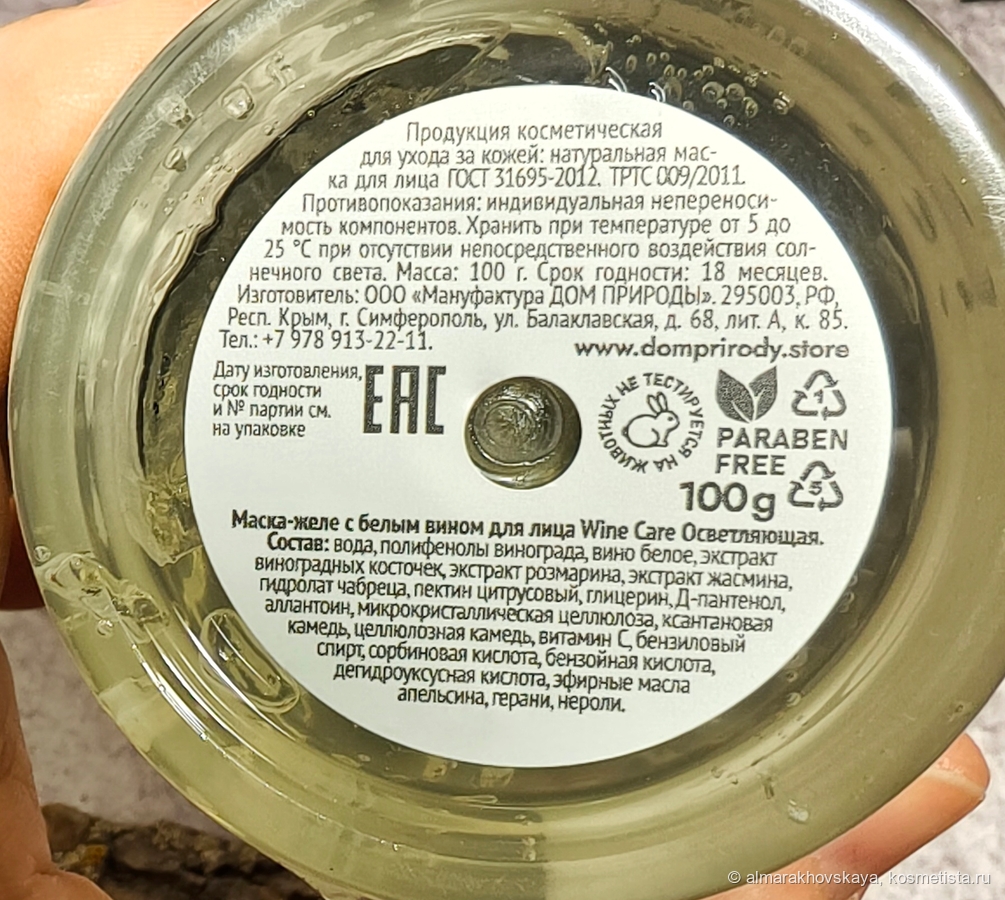 Продукция косметическая
для ухода за кожей: натуральная мас-
ка для лица ГОСТ 31695-2012. ТРТС 009/2011.
Противопоказания: индивидуальная непереноси-
мость компонентов. Хранить при температуре от 5 до
25 °С при отсутствии непосредственного воздействия сол-
нечного света. Масса: 100 г. Срок годности: 18 месяцев.
Изготовитель: ООО «Мануфактура ДОМ ПРИРОДЫ». 295003, РФ,
Респ. Крым, г. Симферополь, ул. Балаклавская, д. 68, лит. А, к. 85.
Тел.: +7 978 913-22-11.
www.domprirody.store
Дату изготовления,
срок годности
и № партии см.
на упаковке
ЕАС
НЕ ТЕСТИРУЕТСЯ НА ЖИВОТНЫХ
PARABEN
FREE
1
5
100g
Маска-желе с белым вином для лица Wine Care Осветляющая.
Состав: вода, полифенолы винограда, вино белое, экстракт
виноградных косточек, экстракт розмарина, экстракт жасмина,
гидролат чабреца, пектин цитрусовый, глицерин, Д-пантенол,
аллантоин, микрокристаллическая целлюлоза, ксантановая
камедь, целлюлозная камедь, витамин С, бензиловый
спирт, сорбиновая кислота, бензойная кислота,
дегидроуксусная кислота, эфирные масла
апельсина, герани, нероли.
© almarakhovskaya, kosmetista.ru